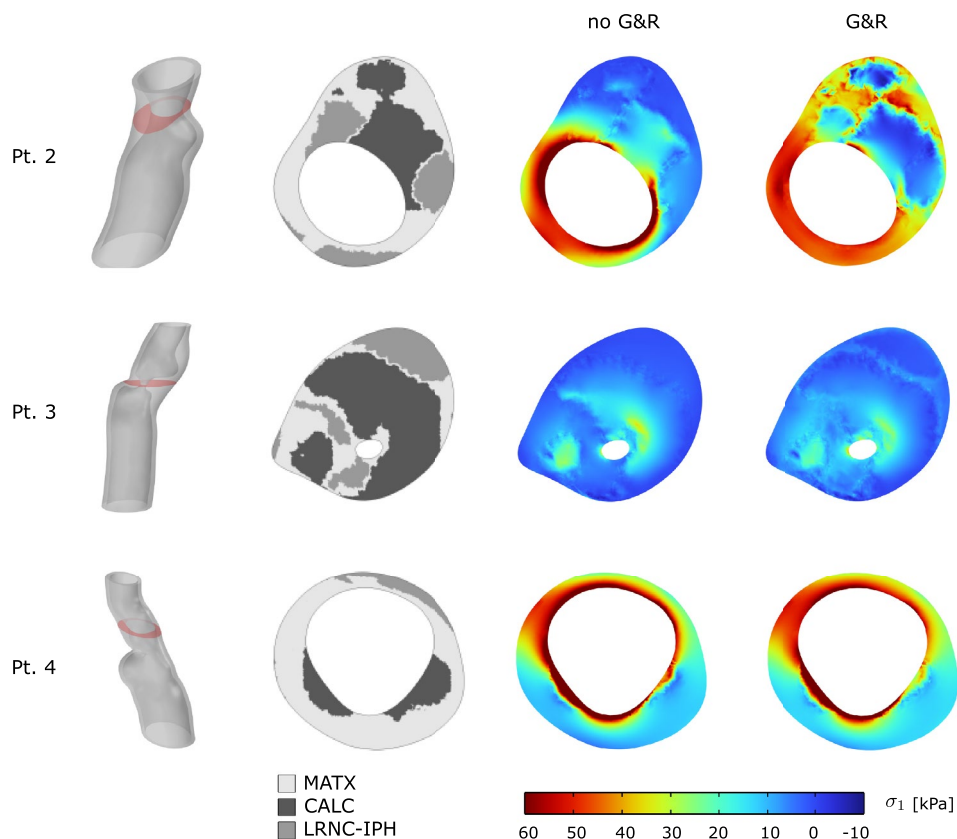 no G&R G&R
Pt. 2
Pt. 3
Pt. 4
MATX
CALC
LRNC-IPH
σ1 [kPa]
60 50 40 30 20 10 0 -10